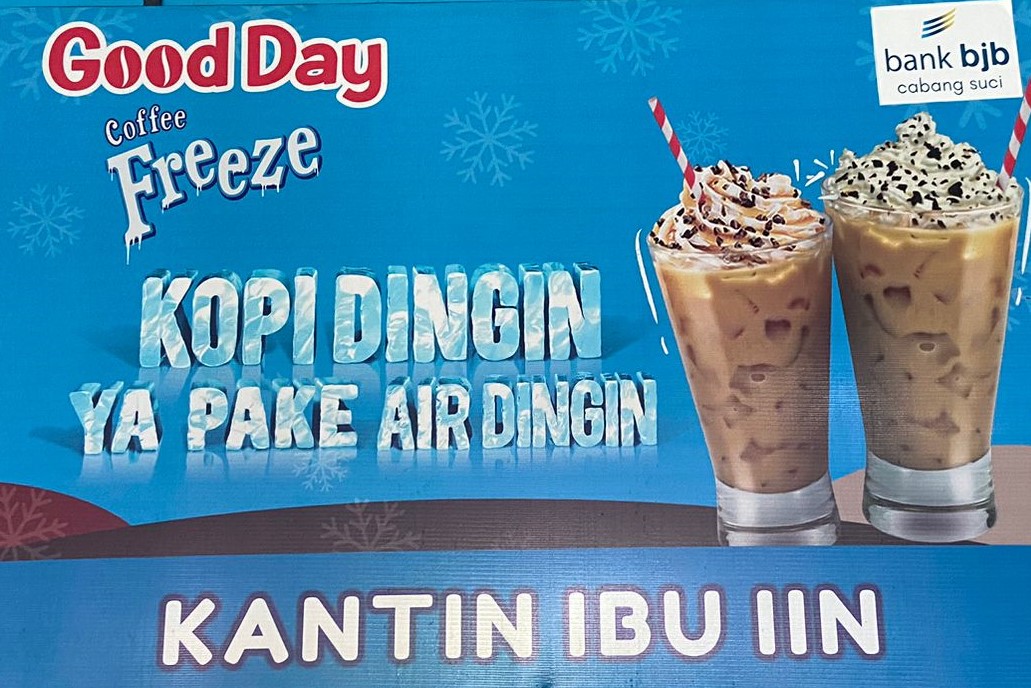 Good Day
Coffee
Freeze
bank bjb
cabang suci
KOPI DINGIN
YA PAKE AIR DINGIN
KANTIN IBU IIN